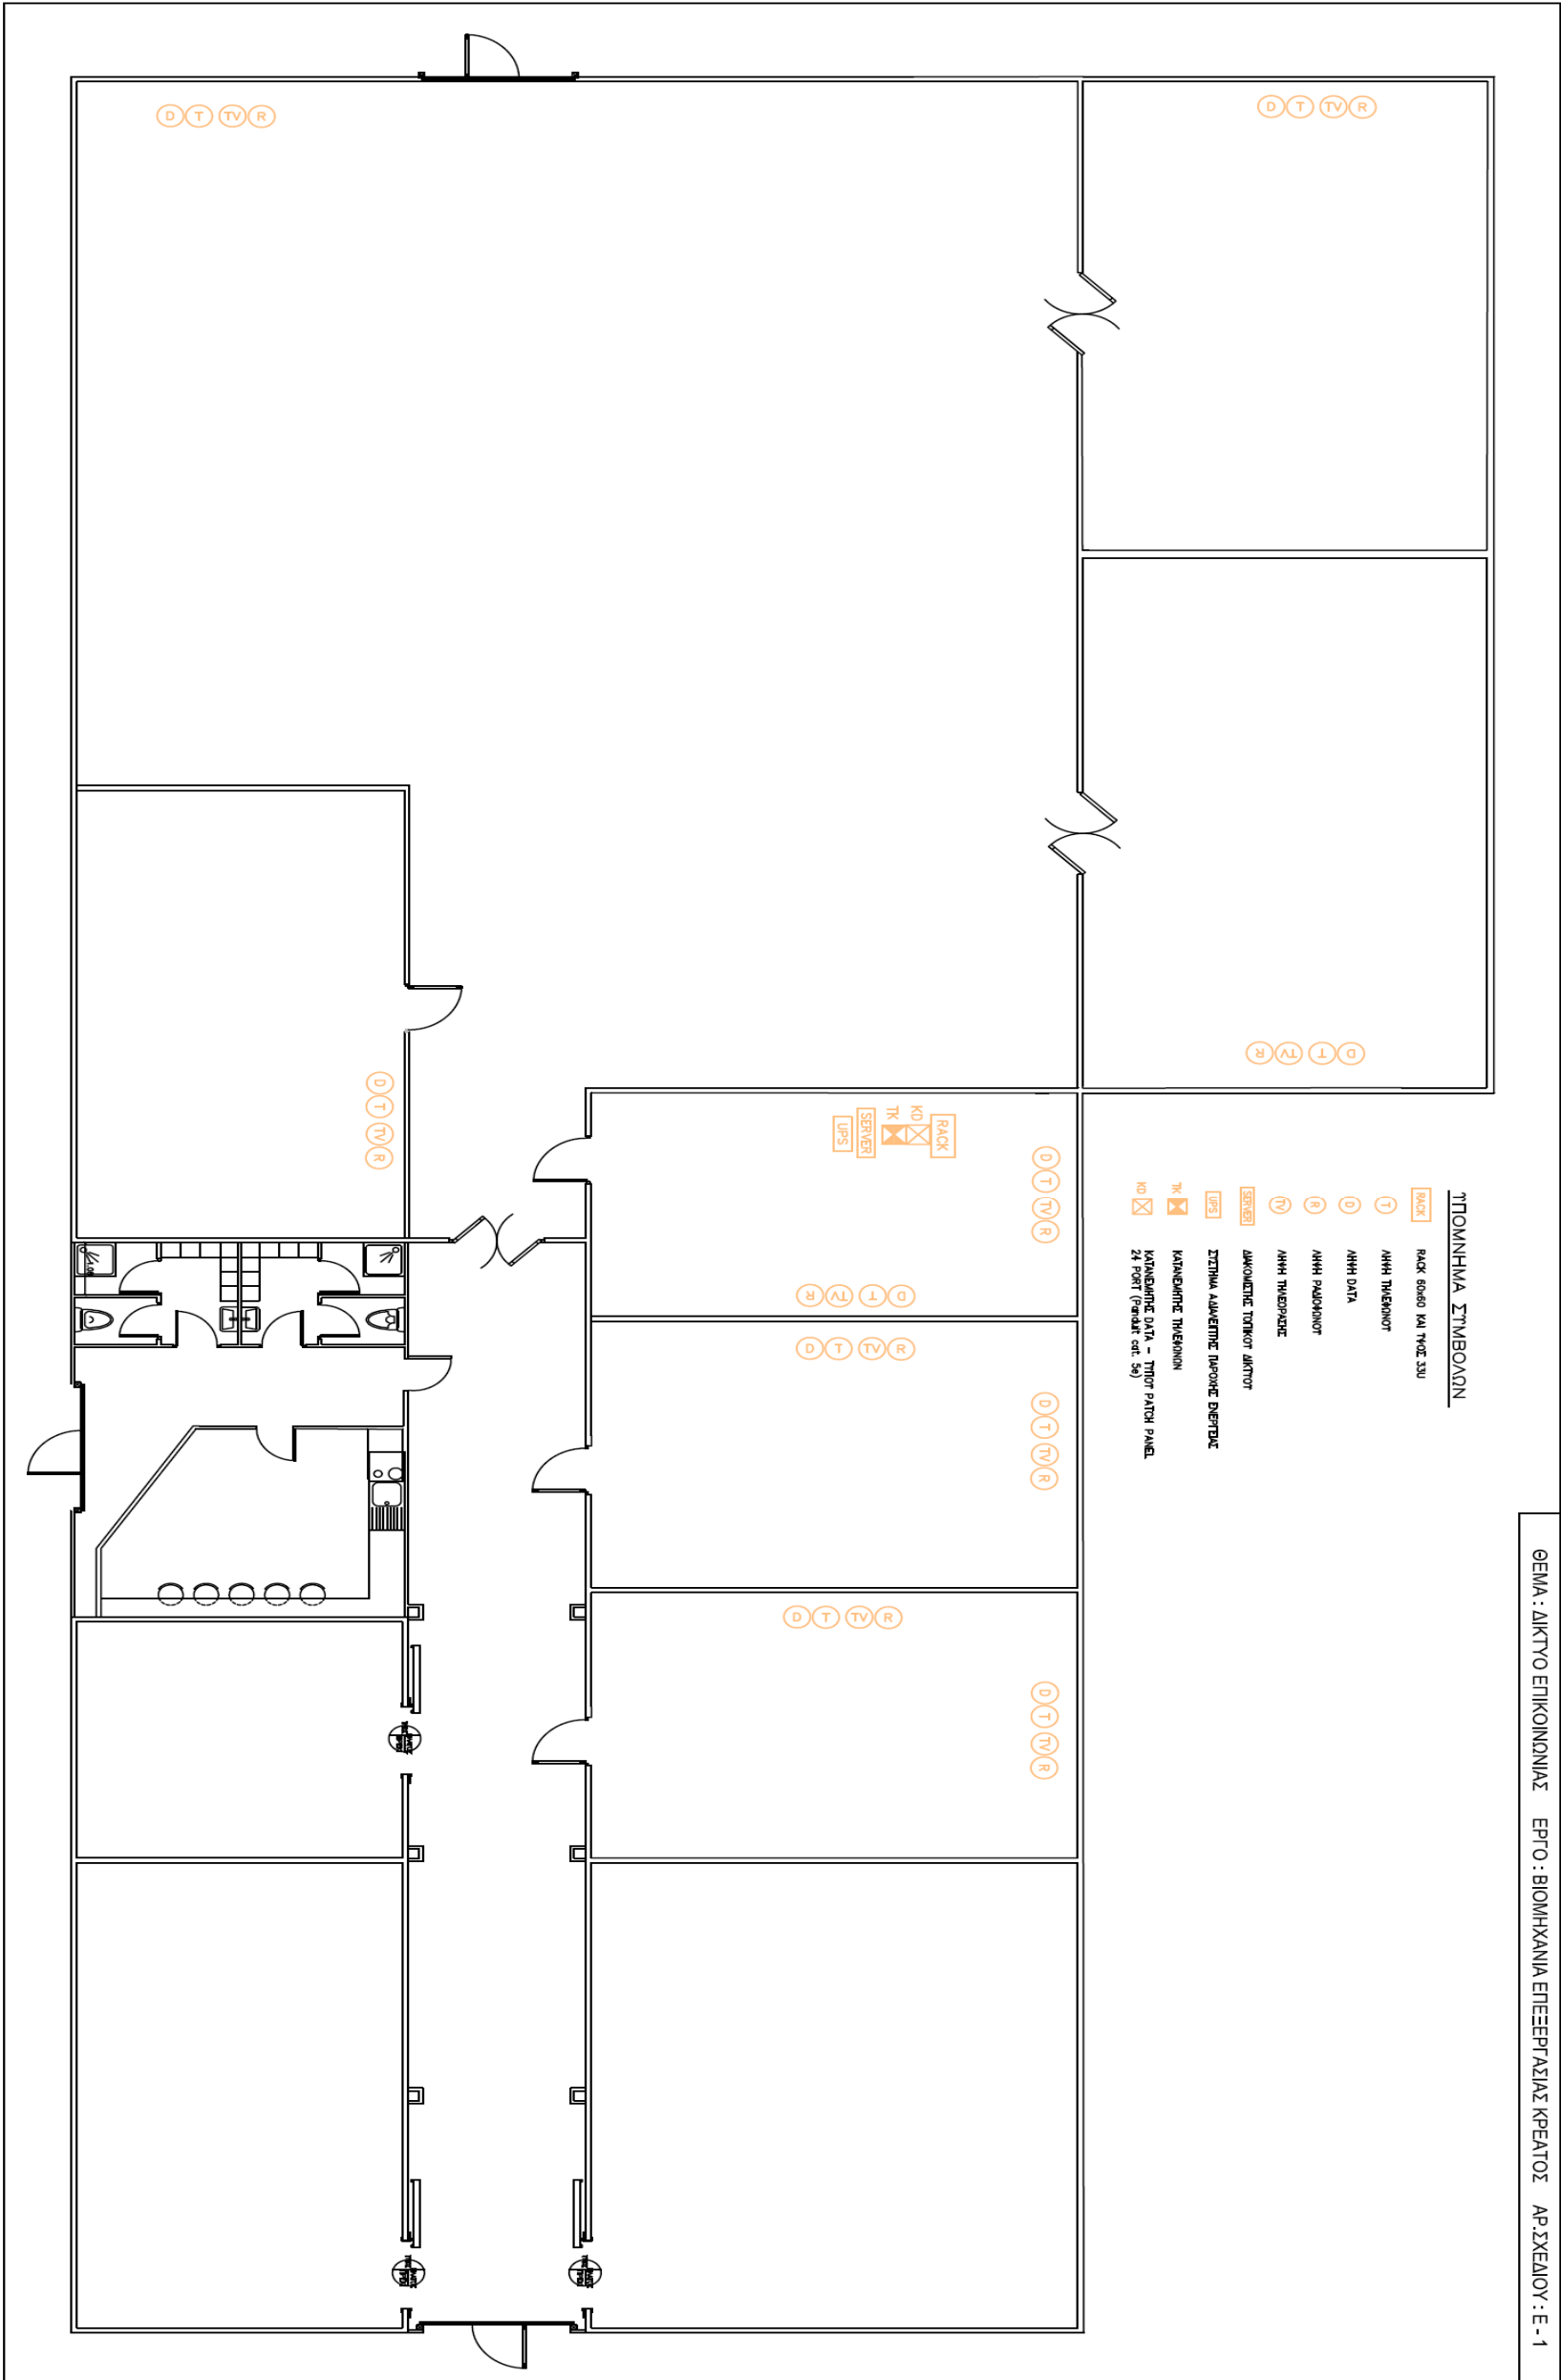 ΘΕΜΑ : ΔΙΚΤΥΟ ΕΠΙΚΟΙΝΩΝΙΑΣ ΕΡΓΟ : ΒΙΟΜΗΧΑΝΙΑ ΕΠΕΞΕΡΓΑΣΙΑΣ ΚΡΕΑΤΟΣ ΑΡ.ΣΧΕΔΙΟΥ : Ε - 1
ΥΠΟΜΝΗΜΑ ΣΥΜΒΟΛΩΝ
RACK RACK 60x60 ΚΑΙ ΥΨΟΣ 33U
T ΛΗΨΗ ΤΗΛΕΦΩΝΟΥ
D ΛΗΨΗ DATA
R ΛΗΨΗ ΡΑΔΙΟΦΩΝΟΥ
TV ΛΗΨΗ ΤΗΛΕΟΡΑΣΗΣ
SERVER ΔΙΑΚΟΜΙΣΤΗΣ ΤΟΠΙΚΟΥ ΔΙΚΤΥΟΥ
UPS ΣΥΣΤΗΜΑ ΑΔΙΑΛΕΙΠΤΗΣ ΠΑΡΟΧΗΣ ΕΝΕΡΓΕΙΑΣ
ΤΚ ΚΑΤΑΝΕΜΗΤΗΣ ΤΗΛΕΦΩΝΩΝ
KD ΚΑΤΑΝΕΜΗΤΗΣ DATA – ΤΥΠΟΥ PATCH PANEL
24 PORT (Panduit cat. 5e)
D T TV R
D T TV R
D T TV R
D T TV R
RACK
KD
TK
SERVER
UPS
D T TV R
D T TV R
D T TV R
D T TV R
D T TV R
D T TV R